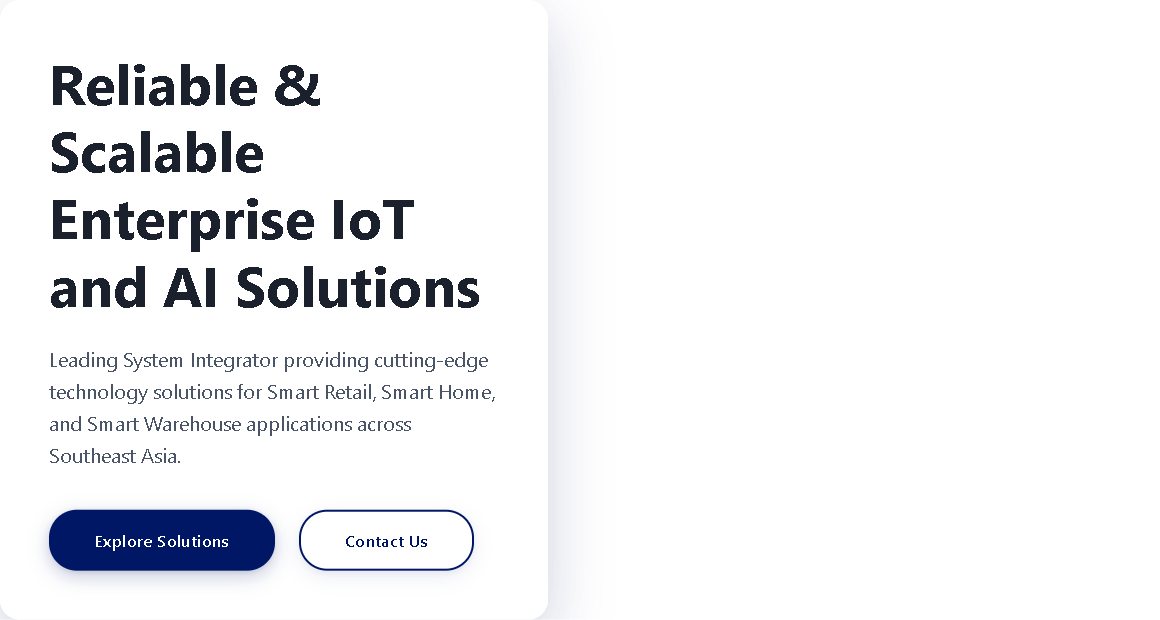 Reliable &
Scalable
Enterprise IoT
and AI Solutions
Leading System Integrator providing cutting-edge
technology solutions for Smart Retail, Smart Home,
and Smart Warehouse applications across
Southeast Asia.
Explore Solutions
Contact Us